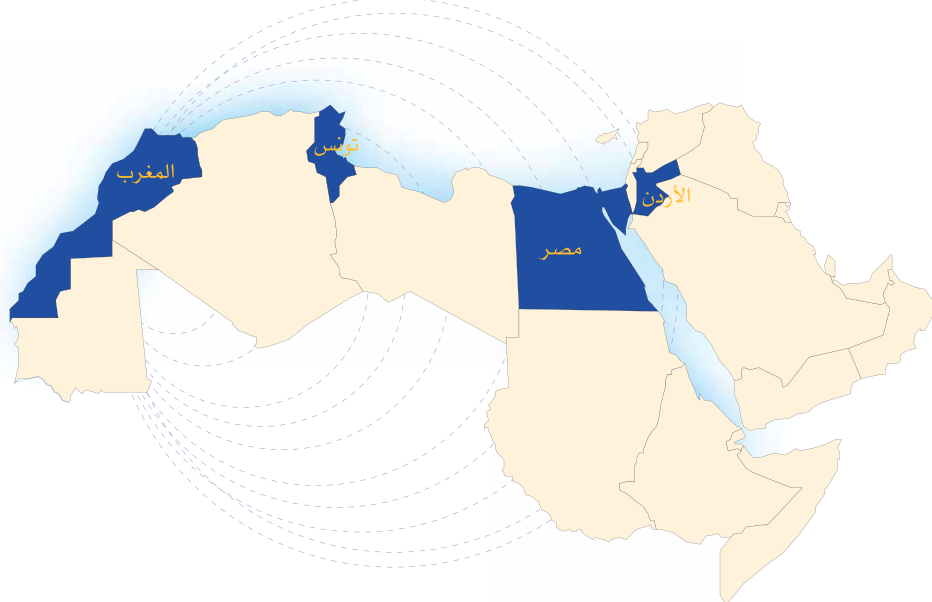 تونس
المغرب
الأردن
مصر